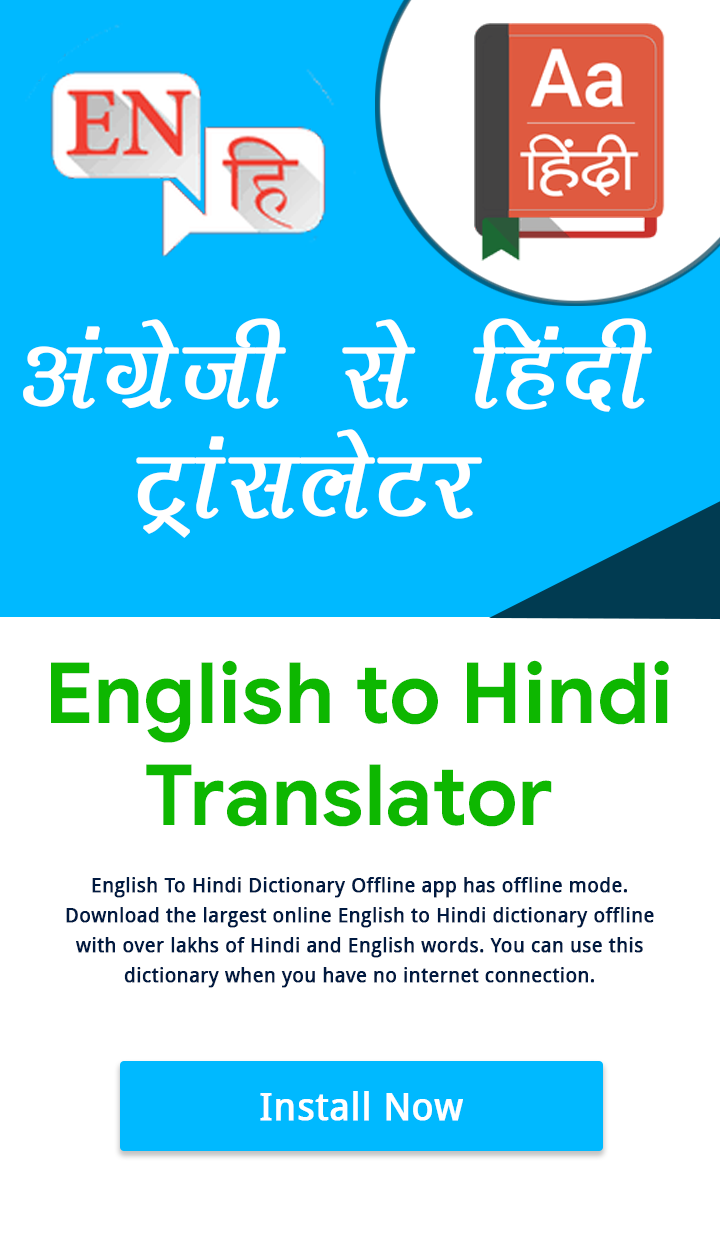 EN
हि
Aa
हिंदी
अंग्रेजी से हिंदी
ट्रांसलेटर
English to Hindi
Translator
English To Hindi Dictionary Offline app has offline mode.
Download the largest online English to Hindi dictionary offline
with over lakhs of Hindi and English words. You can use this
dictionary when you have no internet connection.
Install Now